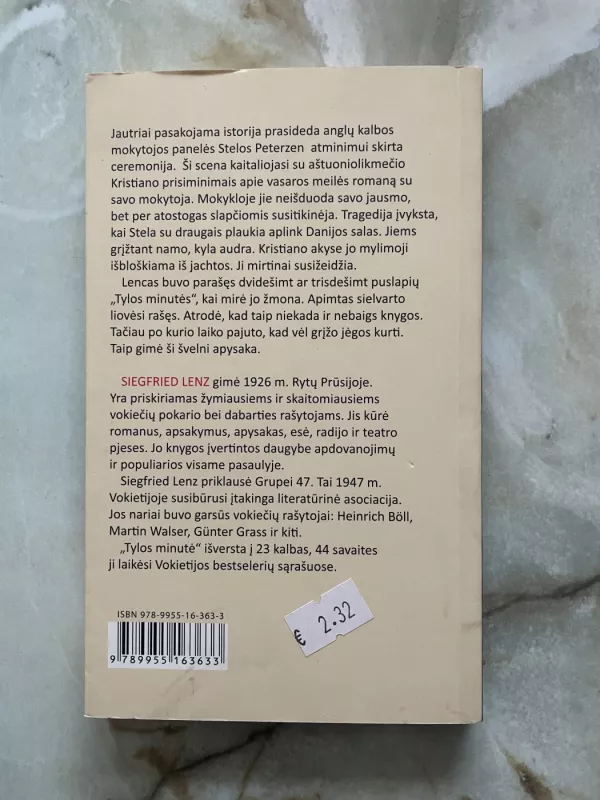 Jautriai pasakojama istorija prasideda anglų kalbos
mokytojos panelės Stelos Peterzen atminimui skirta
ceremonija. Ši scena kaitaliojasi su aštuoniolikmečio
Kristiano prisiminimais apie vasaros meilės romaną su
savo mokytoja. Mokykloje jie neišduoda savo jausmo,
bet per atostogas slapčiomis susitikinėja. Tragedija įvyksta,
kai Stela su draugais plaukia aplink Danijos salas. Jiems
grįžtant namo, kyla audra. Kristiano akyse jo mylimoji
išbloškiama iš jachtos. Ji mirtinai susižeidžia.
Lencas buvo parašęs dvidešimt ar trisdešimt puslapių
„Tylos minutės“, kai mirė jo žmona. Apimtas sielvarto
liovėsi rašęs. Atrodė, kad taip niekada ir nebaigs knygos.
Tačiau po kurio laiko pajuto, kad vėl grįžo jėgos kurti.
Taip gimė ši švelni apysaka.
SIEGFRIED LENZ gimė 1926 m. Rytų Prūsijoje.
Yra priskiriamas žymiausiems ir skaitomiausiems
vokiečių pokario bei dabarties rašytojams. Jis kūrė
romanus, apsakymus, apysakas, esė, radijo ir teatro
pjeses. Jo knygos įvertintos daugybe apdovanojimų
ir populiarios visame pasaulyje.
Siegfried Lenz priklausė Grupei 47. Tai 1947 m.
Vokietijoje susibūrusi įtakinga literatūrinė asociacija.
Jos nariai buvo garsūs vokiečių rašytojai: Heinrich Böll,
Martin Walser, Günter Grass ir kiti.
„Tylos minutė“ išversta į 23 kalbas, 44 savaites
ji laikėsi Vokietijos bestselerių sąrašuose.
ISBN 978-9955-16-363-3
9 789955 163633
€ 2.32